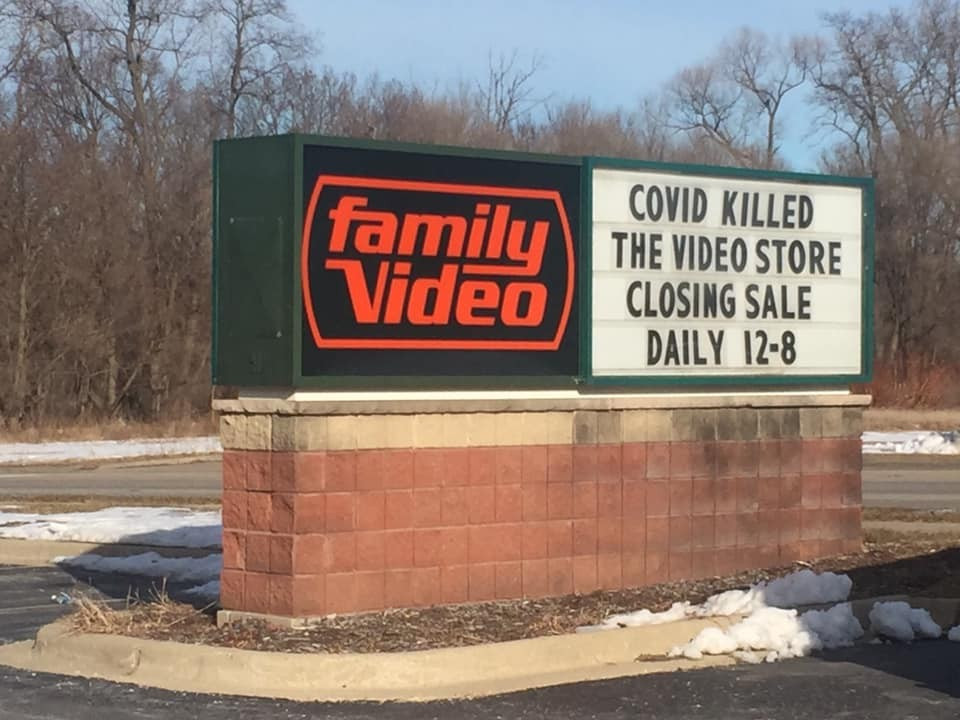 family
Video
COVID KILLED
THE VIDEO STORE
CLOSING SALE
DAILY 12-8